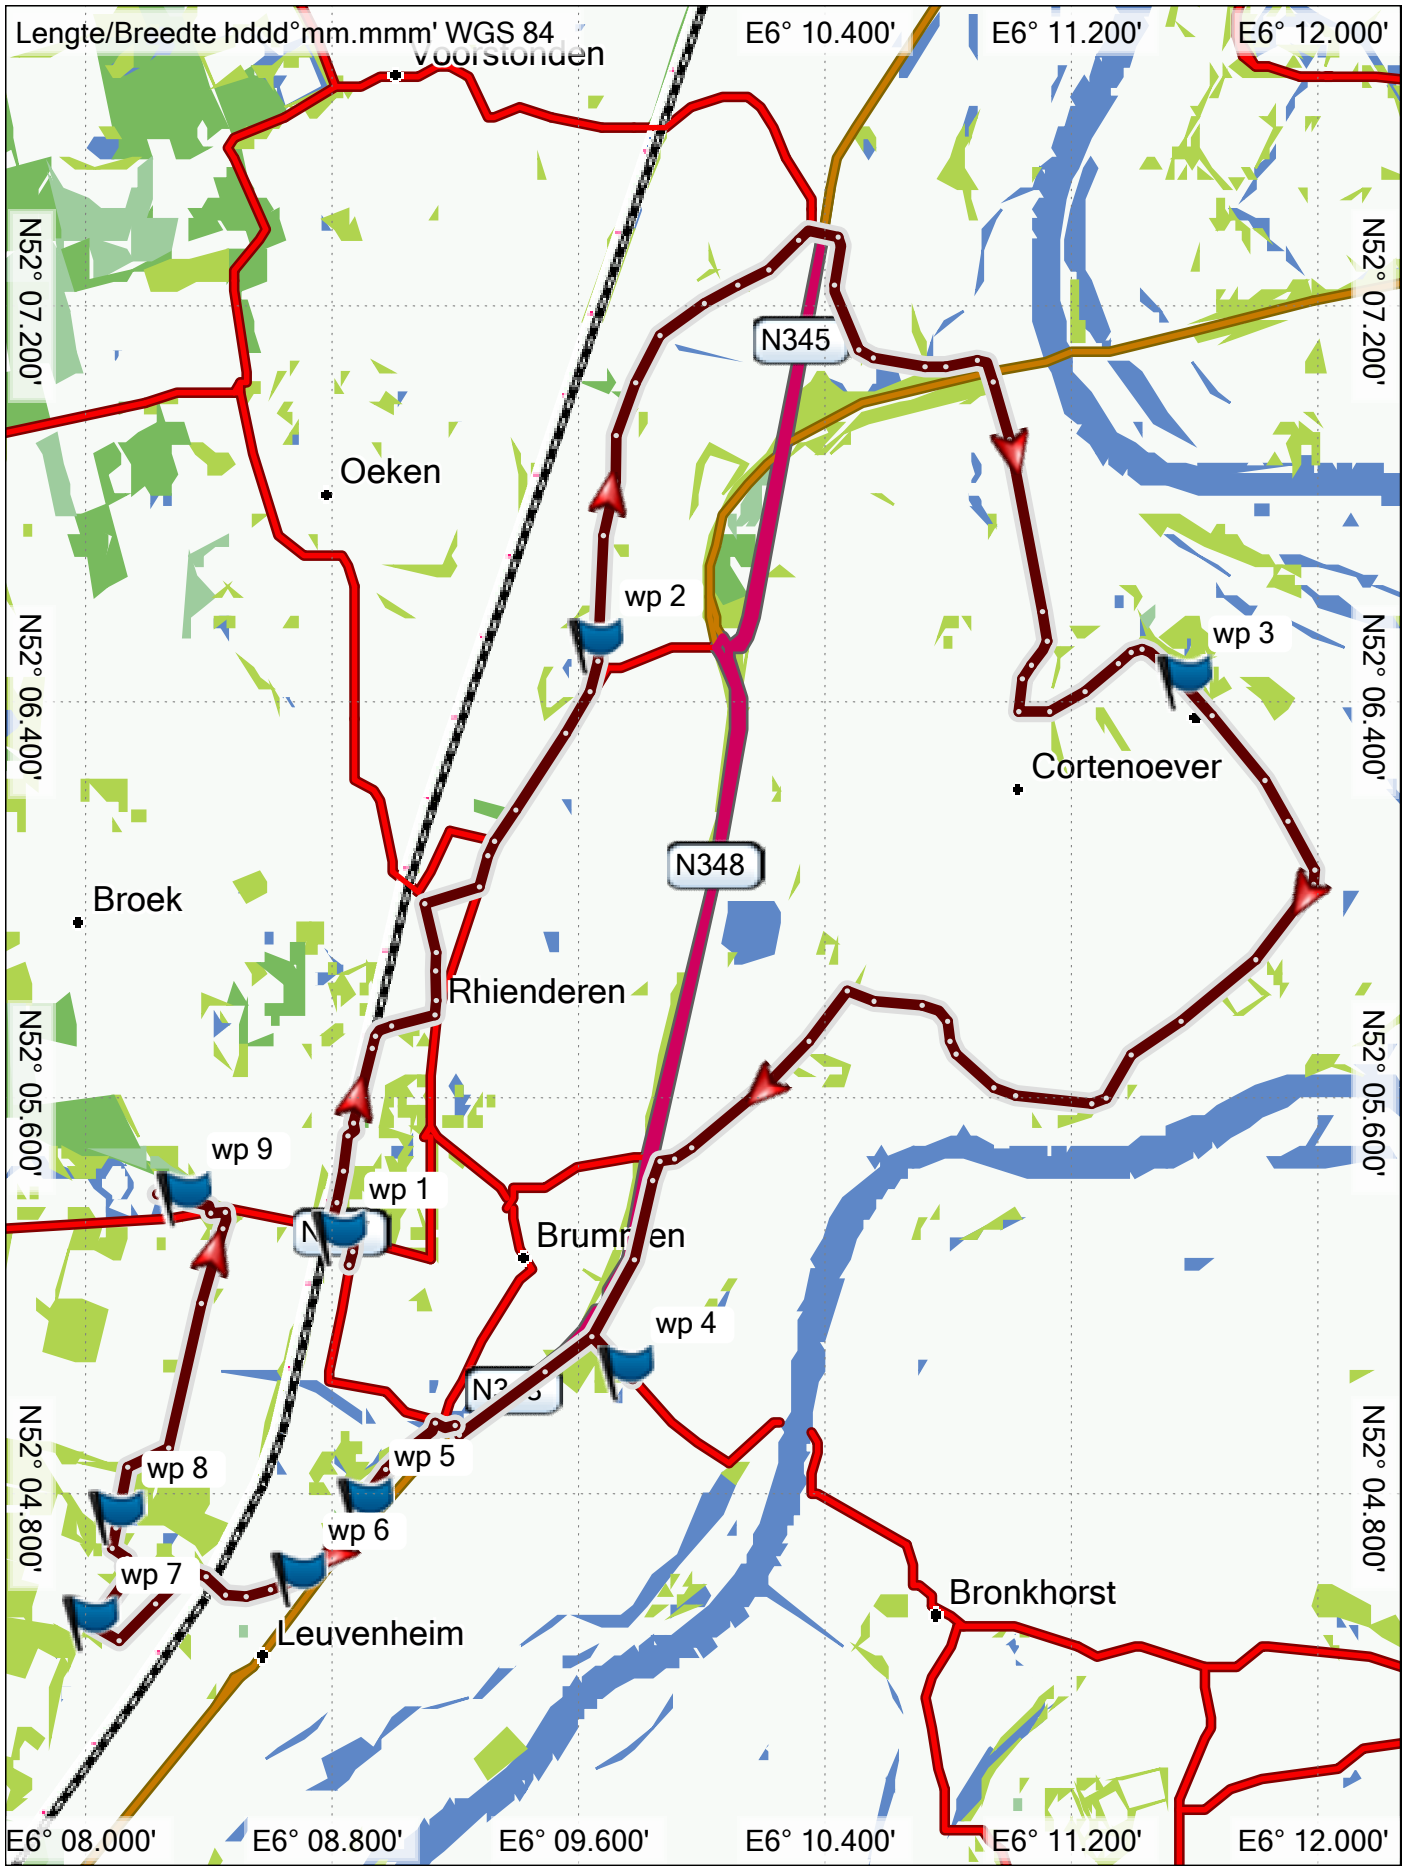 Lengte/Breedte hddd°mm.mmm' WGS 84
E6° 10.400'
E6° 11.200'
E6° 12.000'
Voorstonden
N52° 07.200'
N52° 07.200'
N345
Oeken
wp 2
wp 3
N52° 06.400'
N52° 06.400'
Cortenoever
N348
Broek
Rhienderen
N52° 05.600'
N52° 05.600'
wp 9
wp 1
Brummen
wp 4
wp 5
wp 8
N52° 04.800'
N52° 04.800'
wp 6
wp 7
Bronkhorst
Leuvenheim
E6° 08.000'
E6° 08.800'
E6° 09.600'
E6° 10.400'
E6° 11.200'
E6° 12.000'